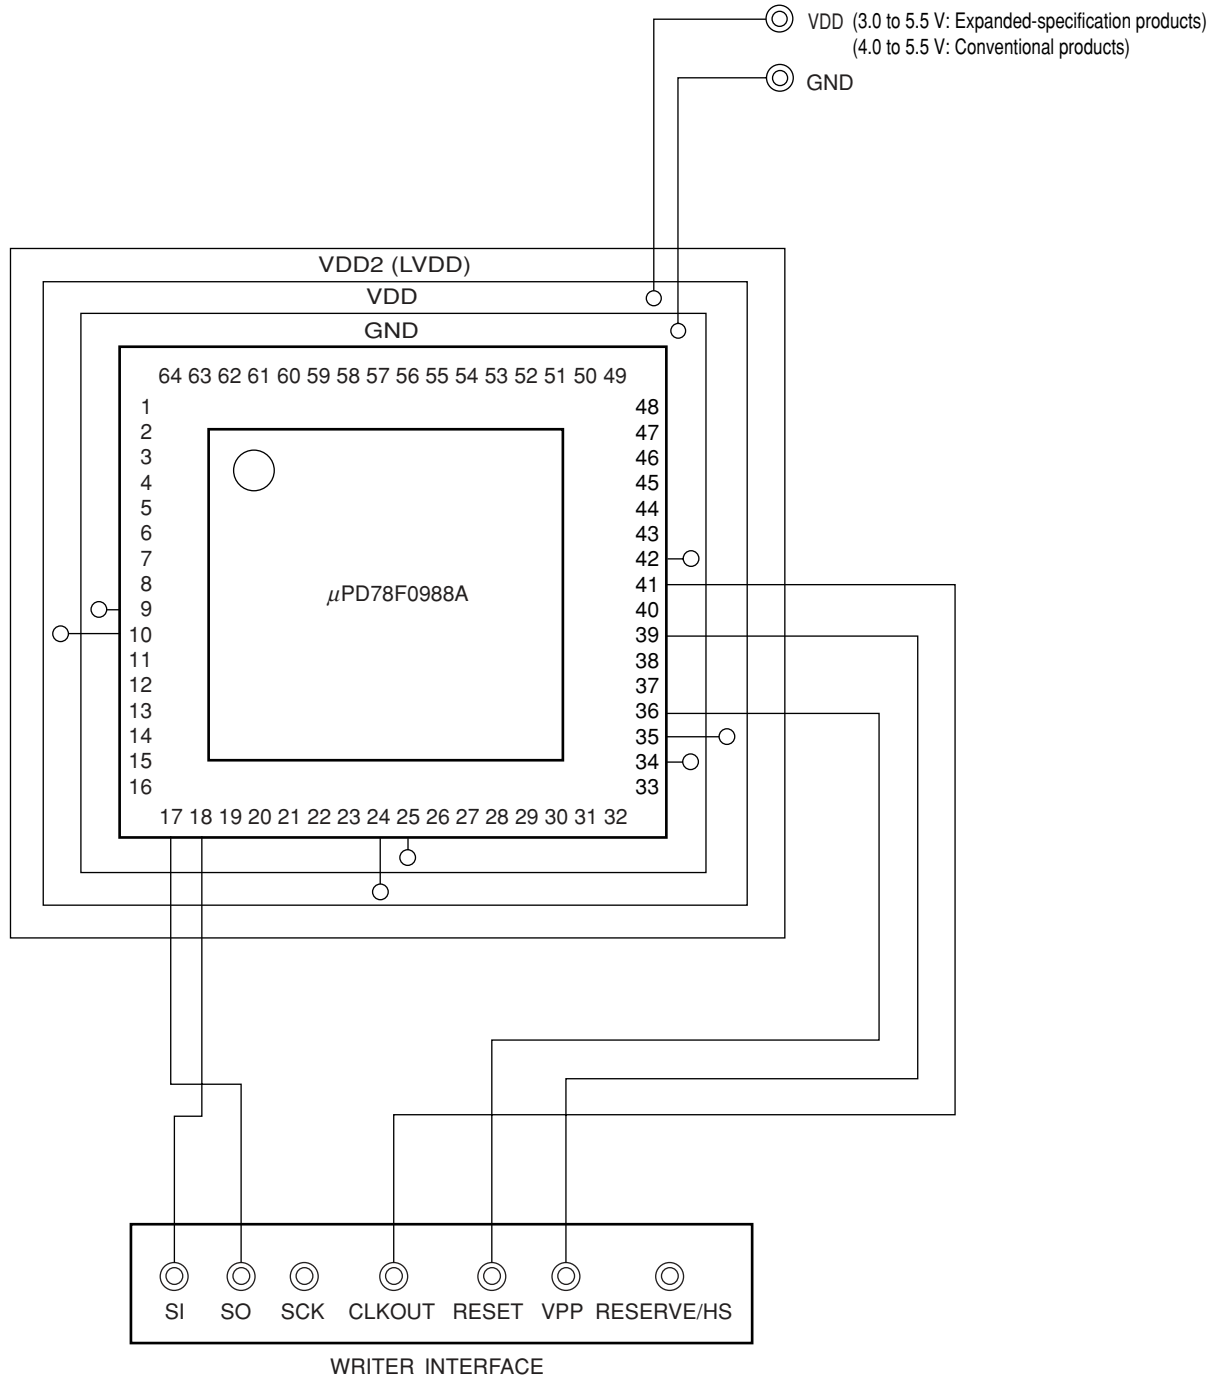 VDD (3.0 to 5.5 V: Expanded-specification products)
(4.0 to 5.5 V: Conventional products)
GND
VDD2 (LVDD)
VDD
GND
64 63 62 61 60 59 58 57 56 55 54 53 52 51 50 49
1 48
2 47
3 46
4 45
5 44
6 43
7 42
8 41
μPD78F0988A
9 40
10 39
11 38
12 37
13 36
14 35
15 34
16 33
17 18 19 20 21 22 23 24 25 26 27 28 29 30 31 32
SI SO SCK CLKOUT RESET VPP RESERVE/HS
WRITER INTERFACE